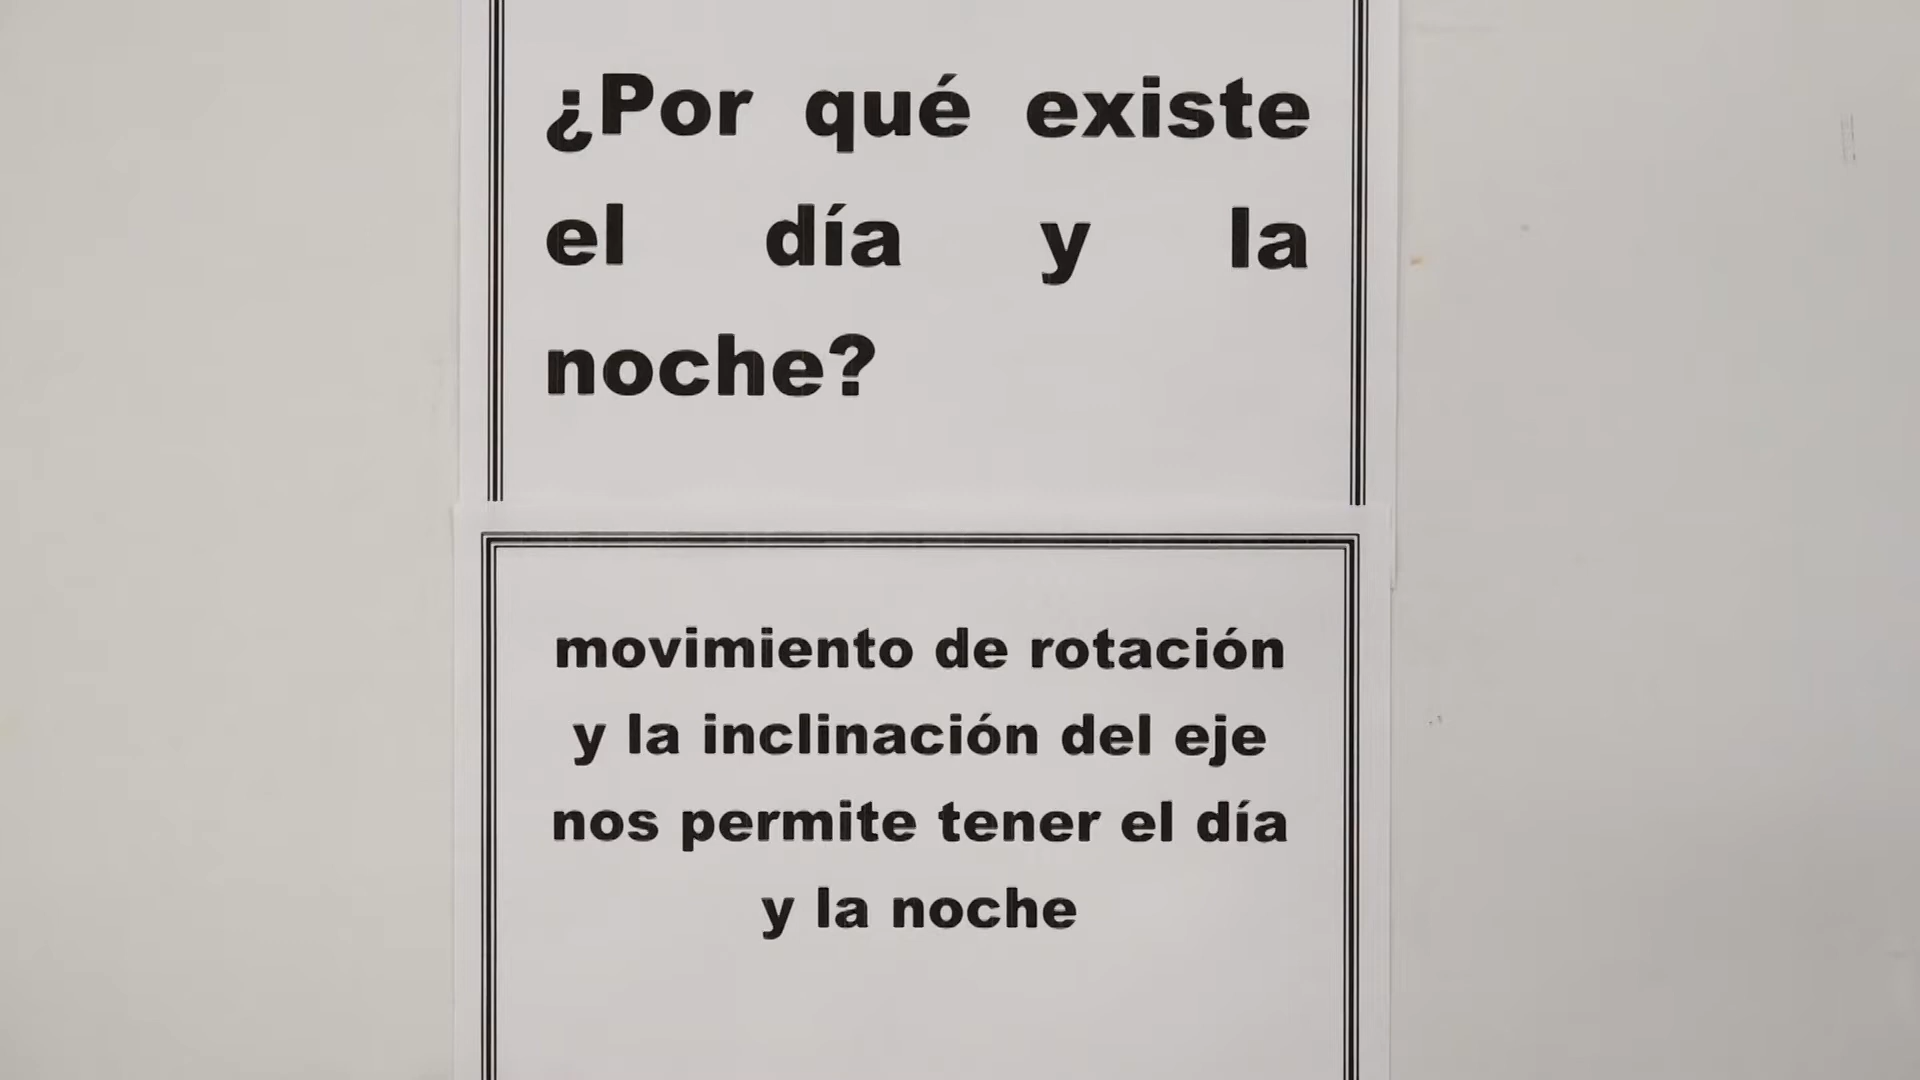 ¿Por qué existe
el día y la
noche?
movimiento de rotación
y la inclinación del eje
nos permite tener el día
y la noche